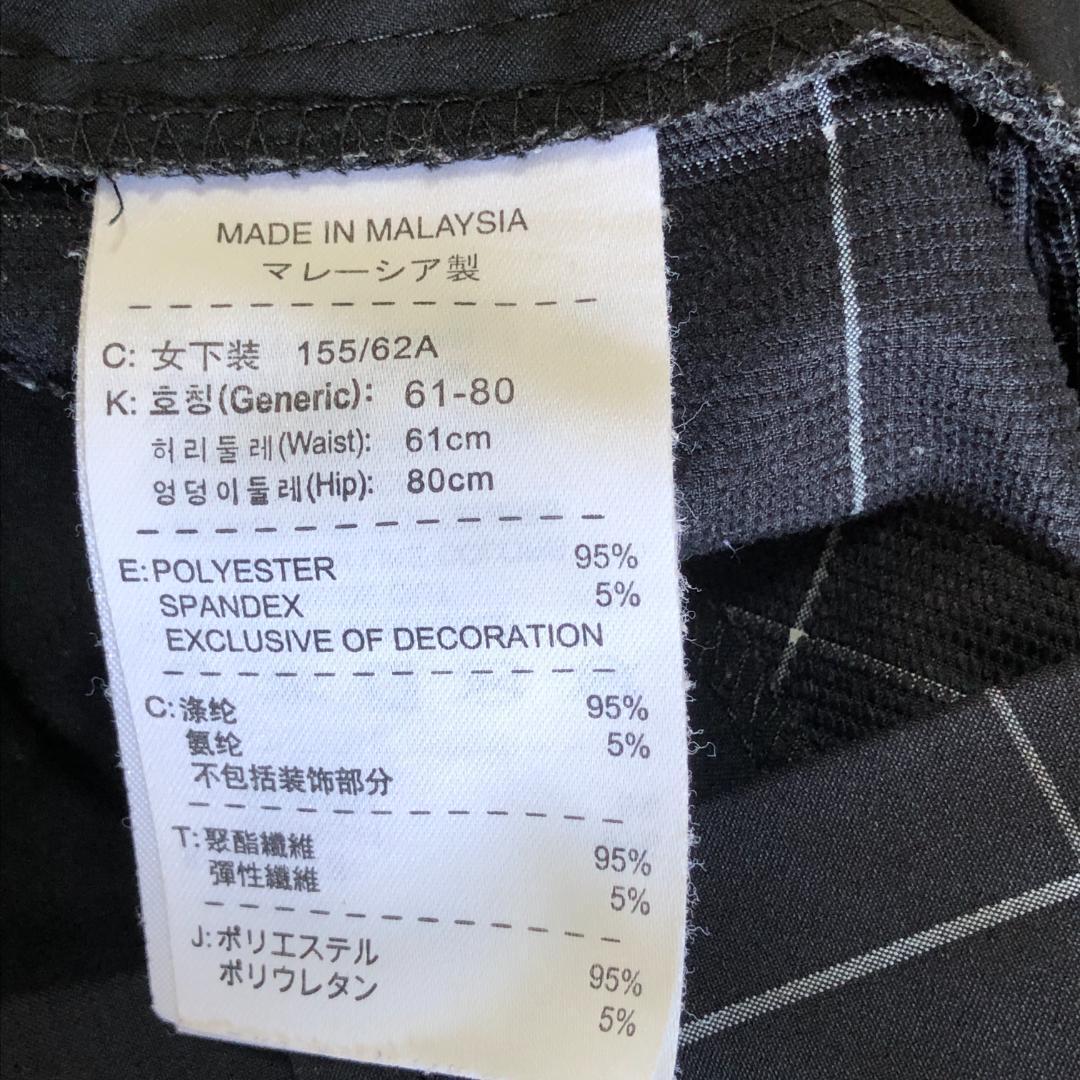 MADE IN MALAYSIA
マレーシア製
C: 女下装 155/62A
K: 호칭(Generic): 61-80
허리둘레(Waist): 61cm
엉덩이둘레(Hip): 80cm
E: POLYESTER 95%
SPANDEX 5%
EXCLUSIVE OF DECORATION
C: 涤纶 95%
氨纶 5%
不包括装饰部分
T: 聚酯纖維 95%
彈性纖維 5%
J: ポリエステル 95%
ポリウレタン 5%